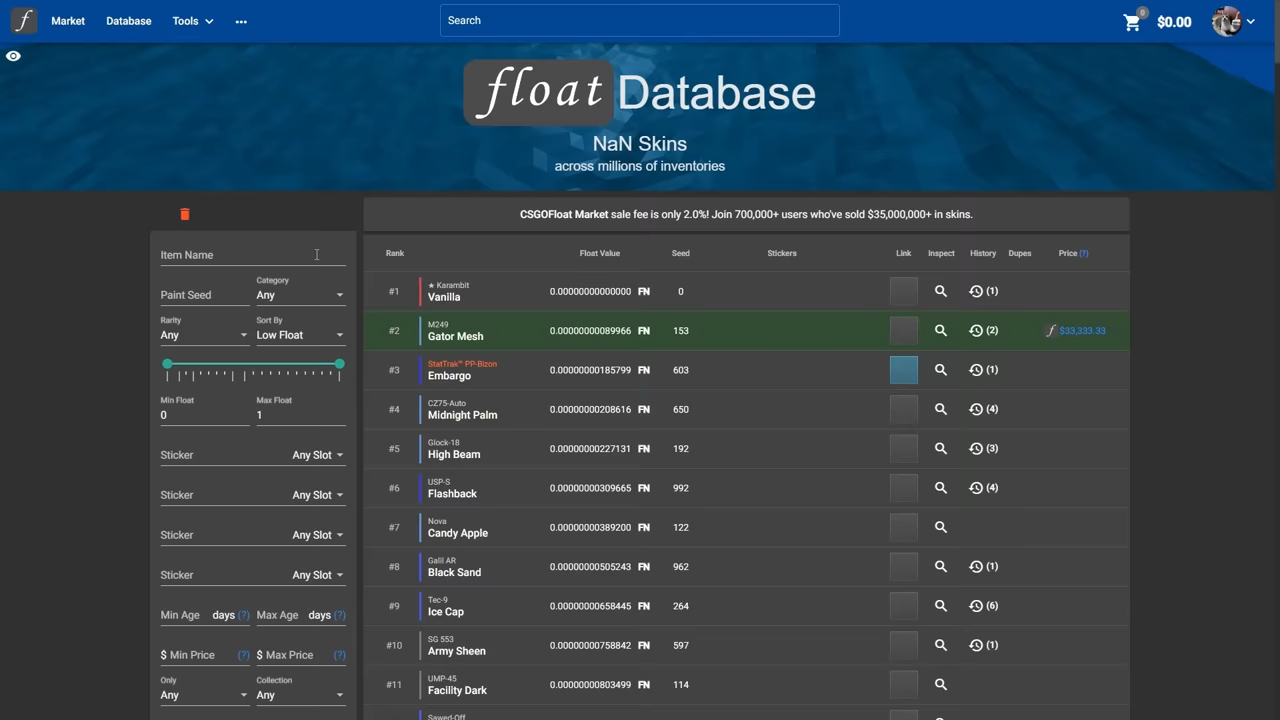 f Market Database Tools ... Search 0 $0.00
float Database
NaN Skins
across millions of inventories
CSGOFloat Market sale fee is only 2.0%! Join 700,000+ users who've sold $35,000,000+ in skins.
Item Name
Category
Paint Seed Any
Rarity Sort By
Any Low Float
Min Float Max Float
0 1
Sticker Any Slot
Sticker Any Slot
Sticker Any Slot
Sticker Any Slot
Min Age days (?) Max Age days (?)
$ Min Price (?) $ Max Price (?)
Only Collection
Any Any
Rank Float Value Seed Stickers Link Inspect History Dupes Price (?)
★ Karambit
#1 Vanilla 0.00000000000000 FN 0 (1)
M249
#2 Gator Mesh 0.00000000089966 FN 153 (2) f $33,333.33
StatTrak™ PP-Bizon
#3 Embargo 0.00000000185799 FN 603 (1)
CZ75-Auto
#4 Midnight Palm 0.00000000208616 FN 650 (4)
Glock-18
#5 High Beam 0.00000000227131 FN 192 (3)
USP-S
#6 Flashback 0.00000000309665 FN 992 (4)
Nova
#7 Candy Apple 0.00000000389200 FN 122
Galil AR
#8 Black Sand 0.00000000505243 FN 962 (1)
Tec-9
#9 Ice Cap 0.00000000658445 FN 264 (6)
SG 553
#10 Army Sheen 0.00000000758842 FN 597 (1)
UMP-45
#11 Facility Dark 0.00000000803499 FN 114
Sawed-Off